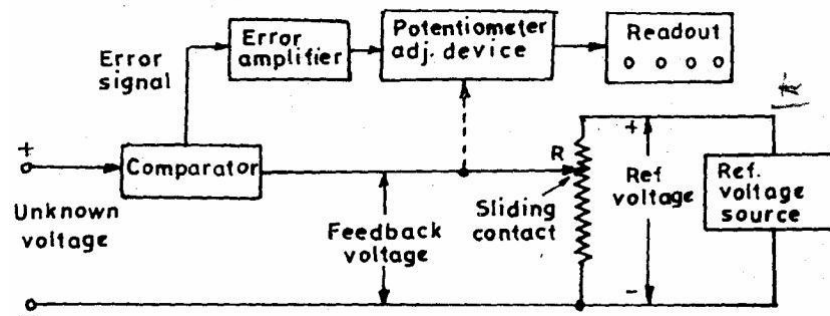 Error
signal
Error
amplifier
Potentiometer
adj. device
Readout
+
Unknown
voltage
Comparator
Feedback
voltage
R
Sliding
contact
+
Ref
voltage
-
Ref.
voltage
source